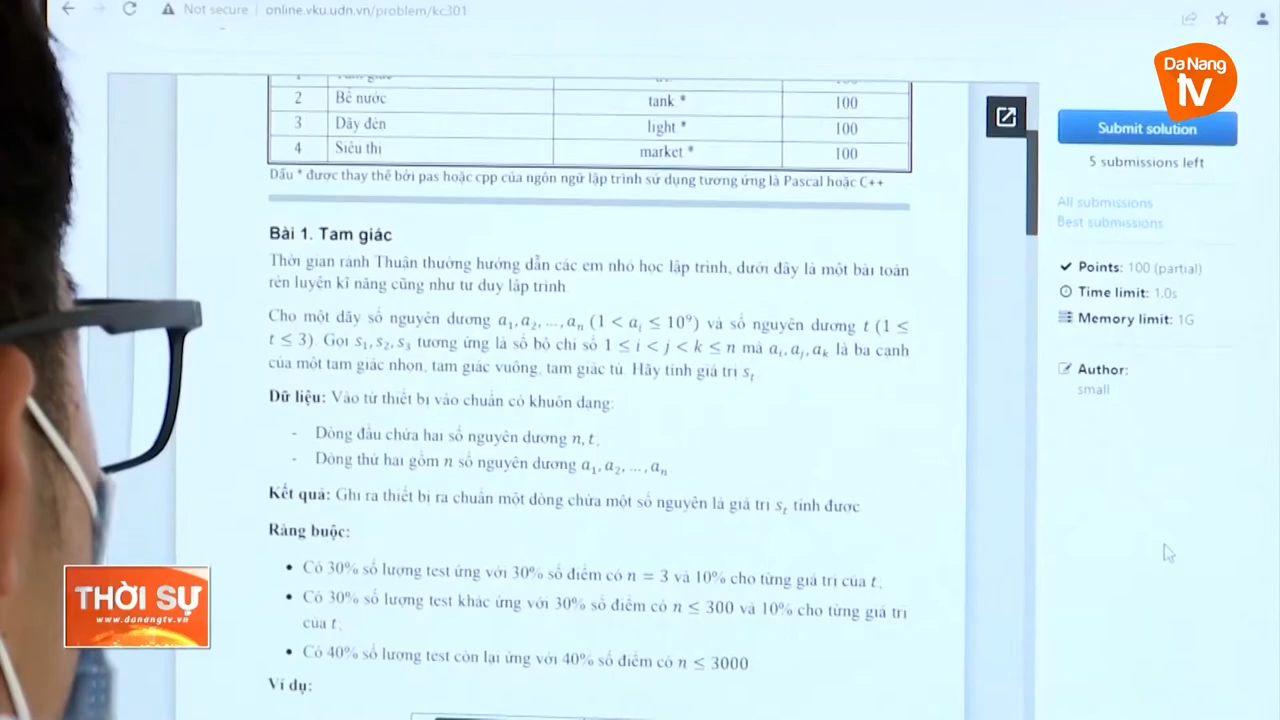 Not secure | online.vku.udn.vn/problem/kc301
Da Nang
tv
2 Bể nước tank * 100
3 Dây đèn light * 100
4 Siêu thị market * 100
Dấu * được thay thế bởi pas hoặc cpp của ngôn ngữ lập trình sử dụng tương ứng là Pascal hoặc C++
Submit solution
5 submissions left
All submissions
Best submissions
Points: 100 (partial)
Time limit: 1.0s
Memory limit: 1G
Author:
small
Bài 1. Tam giác
Thời gian rảnh Thuận thường hướng dẫn các em nhỏ học lập trình, dưới đây là một bài toán
rèn luyện kĩ năng cũng như tư duy lập trình
Cho một dãy số nguyên dương a₁, a₂, ..., aₙ (1 < aᵢ ≤ 10⁹) và số nguyên dương t (1 ≤
t ≤ 3). Gọi s₁, s₂, s₃ tương ứng là số bộ chỉ số 1 ≤ i < j < k ≤ n mà aᵢ, aⱼ, aₖ là ba cạnh
của một tam giác nhọn, tam giác vuông, tam giác tù. Hãy tính giá trị sₜ
Dữ liệu: Vào từ thiết bị vào chuẩn có khuôn dạng:
- Dòng đầu chứa hai số nguyên dương n, t.
- Dòng thứ hai gồm n số nguyên dương a₁, a₂, ..., aₙ
Kết quả: Ghi ra thiết bị ra chuẩn một dòng chứa một số nguyên là giá trị sₜ tính được
Ràng buộc:
• Có 30% số lượng test ứng với 30% số điểm có n = 3 và 10% cho từng giá trị của t.
• Có 30% số lượng test khác ứng với 30% số điểm có n ≤ 300 và 10% cho từng giá trị
của t.
• Có 40% số lượng test còn lại ứng với 40% số điểm có n ≤ 3000
Ví dụ:
THỜI SỰ
www.danangtv.vn